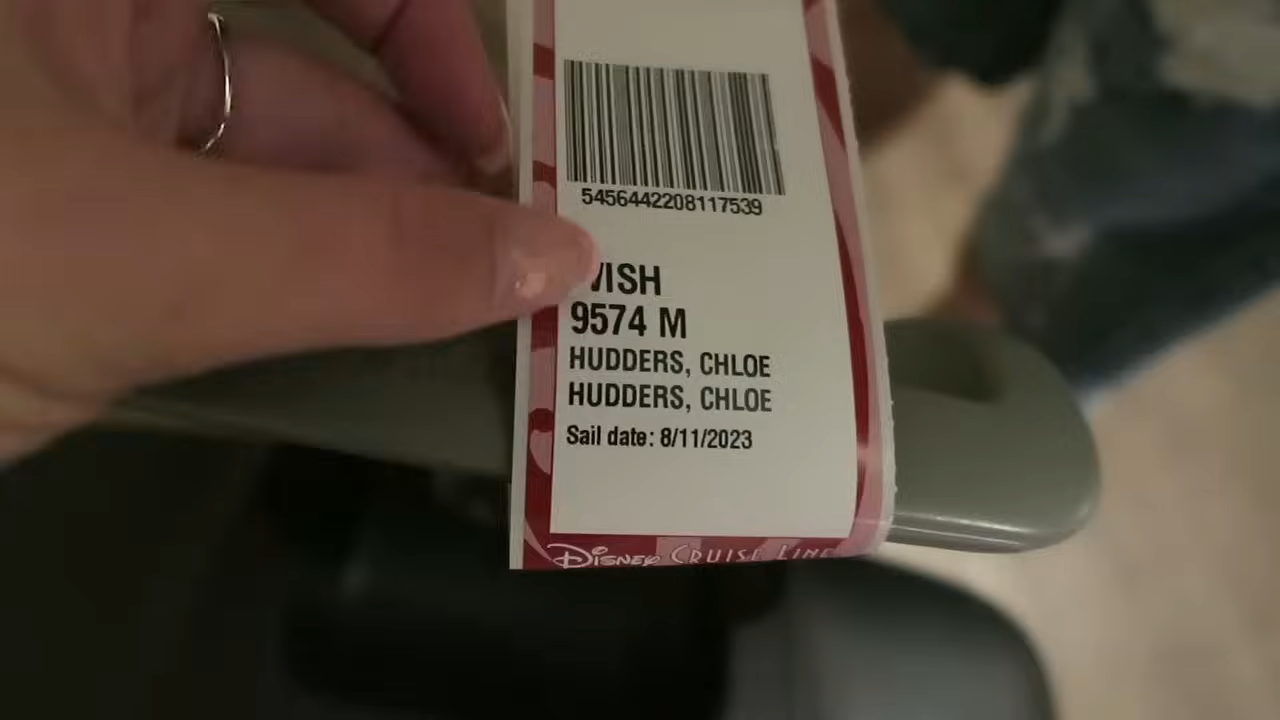 5456442208117539
WISH
9574 M
HUDDERS, CHLOE
HUDDERS, CHLOE
Sail date: 8/11/2023
Disney CRUISE LINE